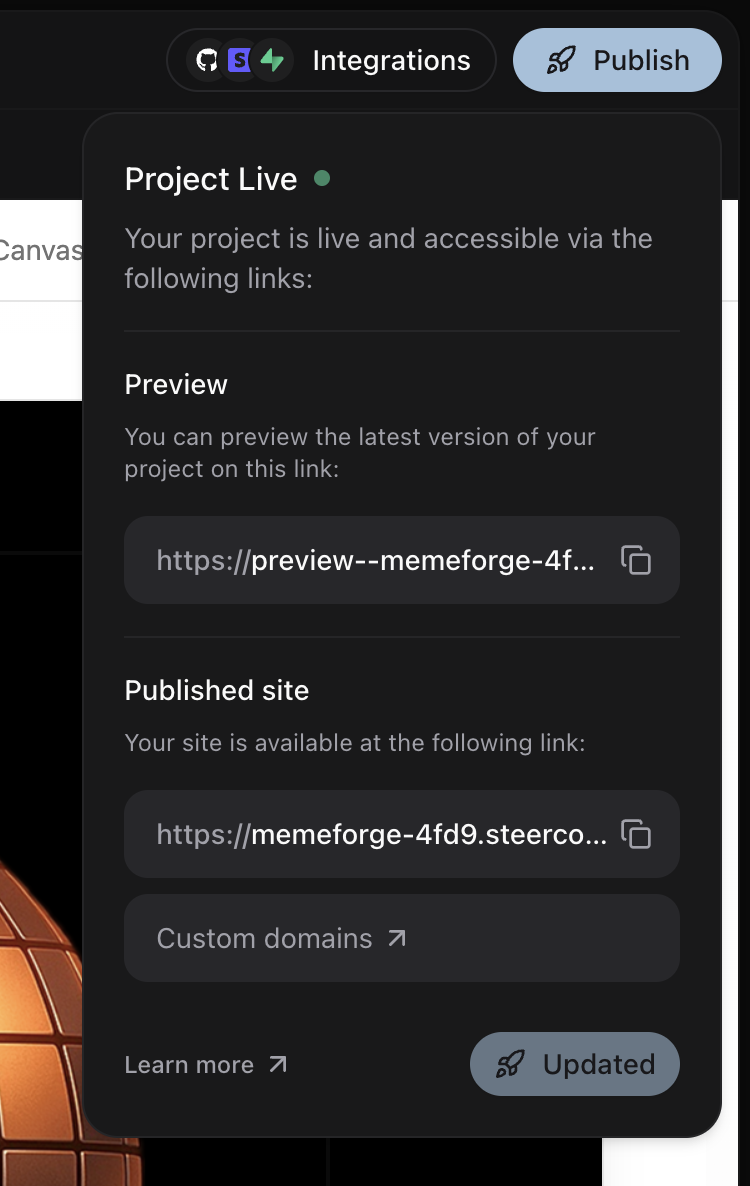 S
Integrations
Publish
Canvas
Project Live
Your project is live and accessible via the
following links:
Preview
You can preview the latest version of your
project on this link:
https://preview--memeforge-4f...
Published site
Your site is available at the following link:
https://memeforge-4fd9.steerco...
Custom domains
Learn more
Updated